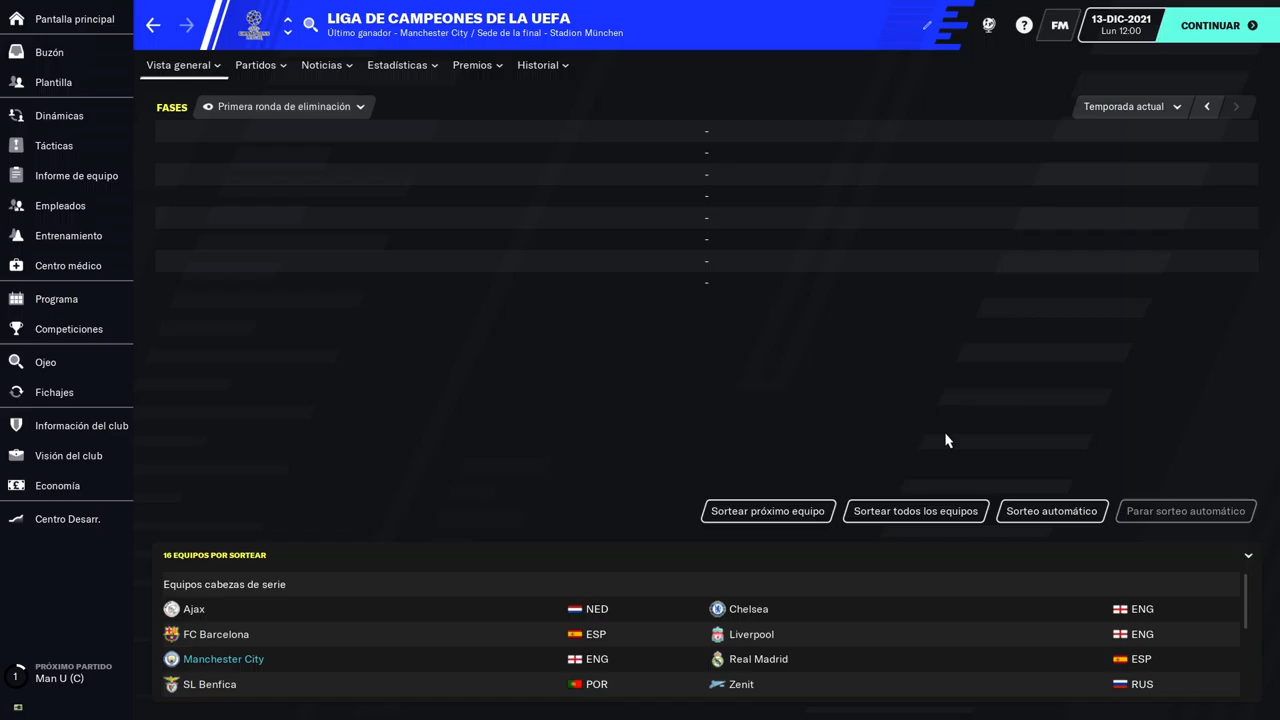 Pantalla principal
Buzón
Plantilla
Dinámicas
Tácticas
Informe de equipo
Empleados
Entrenamiento
Centro médico
Programa
Competiciones
Ojeo
Fichajes
Información del club
Visión del club
Economía
Centro Desarr.
1 PRÓXIMO PARTIDO
Man U (C)
LIGA DE CAMPEONES DE LA UEFA
Último ganador - Manchester City / Sede de la final - Stadion München
? FM
13-DIC-2021
Lun 12:00
CONTINUAR
Vista general Partidos Noticias Estadísticas Premios Historial
FASES Primera ronda de eliminación Temporada actual
-
-
-
-
-
-
-
-
Sortear próximo equipo Sortear todos los equipos Sorteo automático Parar sorteo automático
16 EQUIPOS POR SORTEAR
Equipos cabezas de serie
Ajax NED Chelsea ENG
FC Barcelona ESP Liverpool ENG
Manchester City ENG Real Madrid ESP
SL Benfica POR Zenit RUS